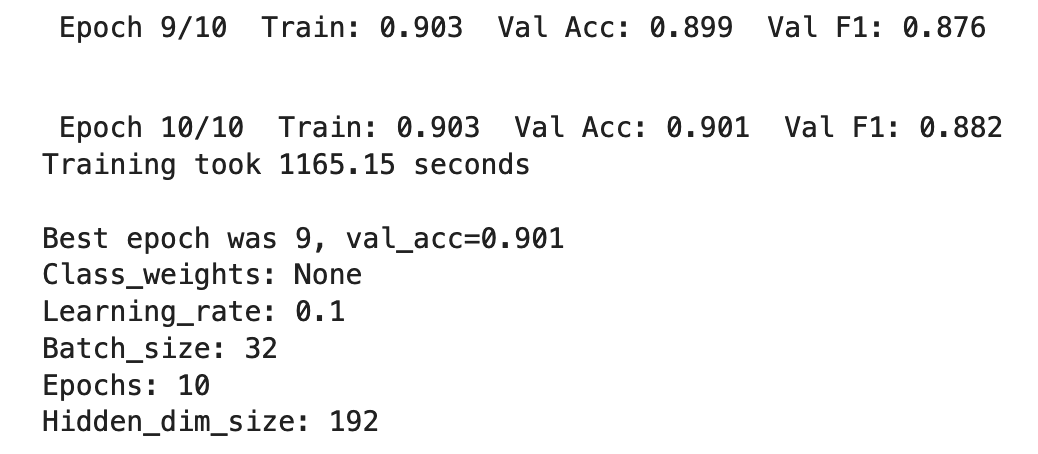 Epoch 9/10  Train: 0.903  Val Acc: 0.899  Val F1: 0.876
Epoch 10/10  Train: 0.903  Val Acc: 0.901  Val F1: 0.882
Training took 1165.15 seconds
Best epoch was 9, val_acc=0.901
Class_weights: None
Learning_rate: 0.1
Batch_size: 32
Epochs: 10
Hidden_dim_size: 192